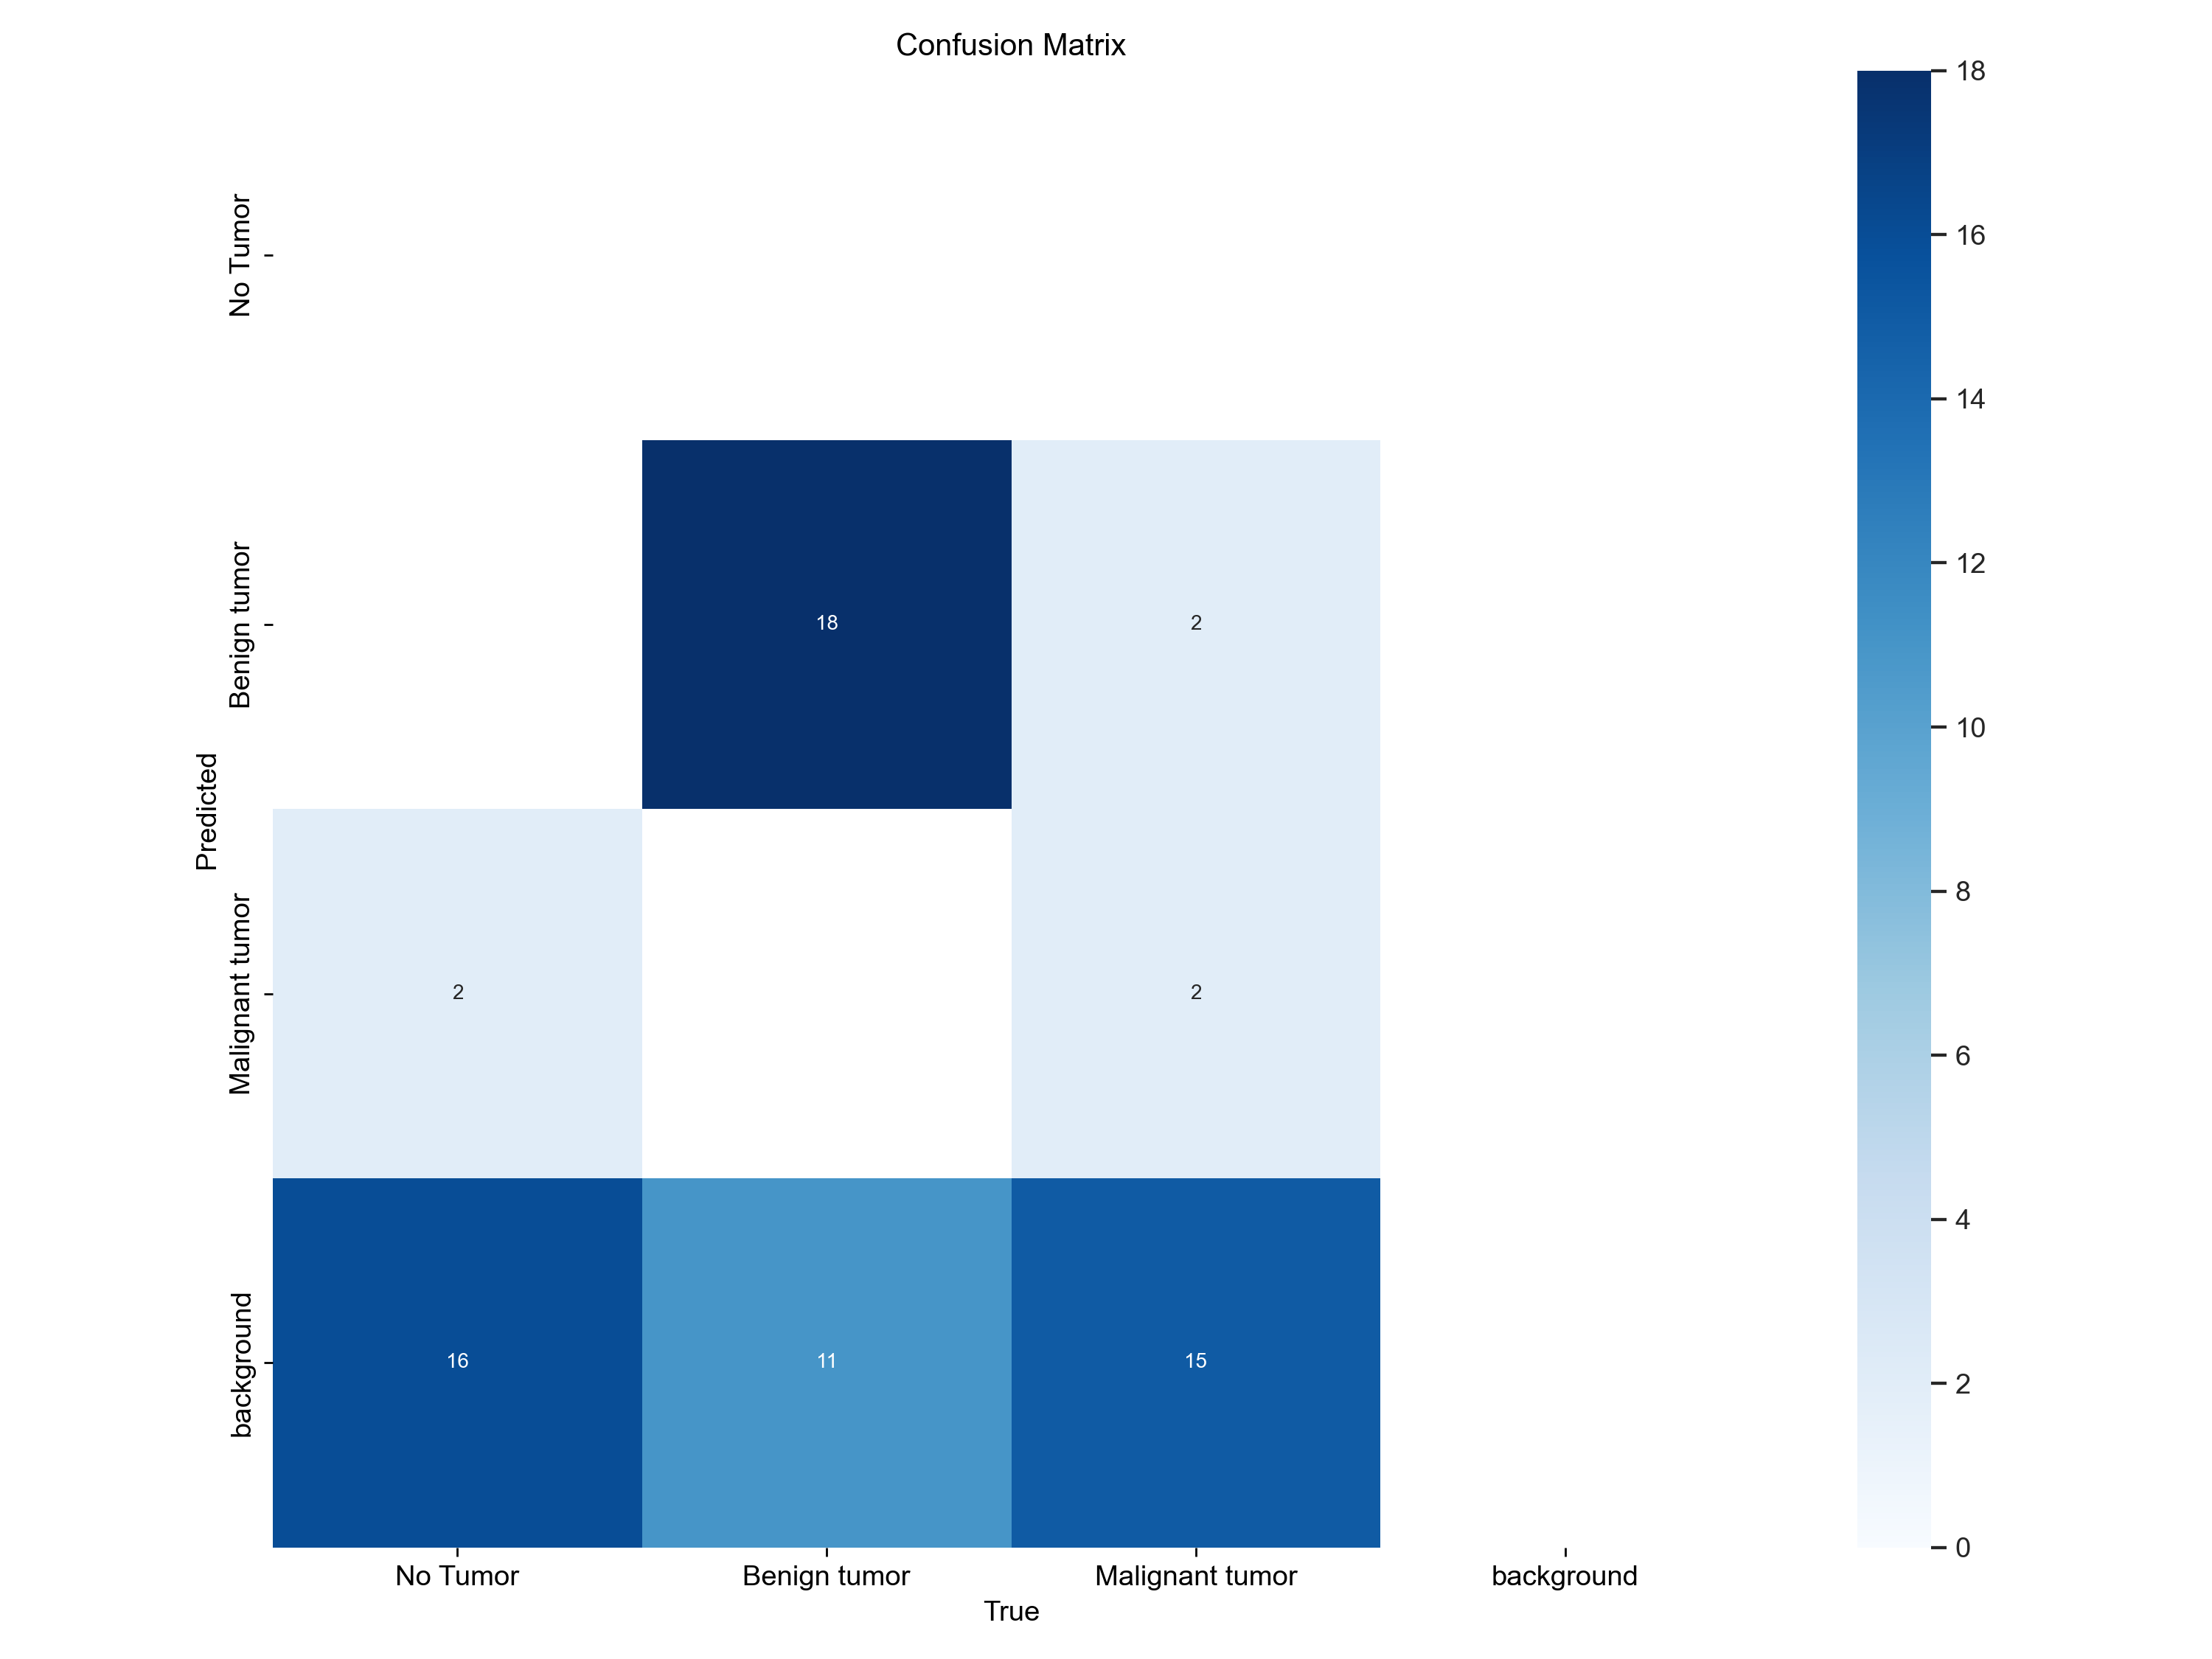 Confusion Matrix
No Tumor
Benign tumor
Malignant tumor
background
Predicted
18
2
2
2
16
11
15
No Tumor
Benign tumor
Malignant tumor
background
True
18
16
14
12
10
8
6
4
2
0